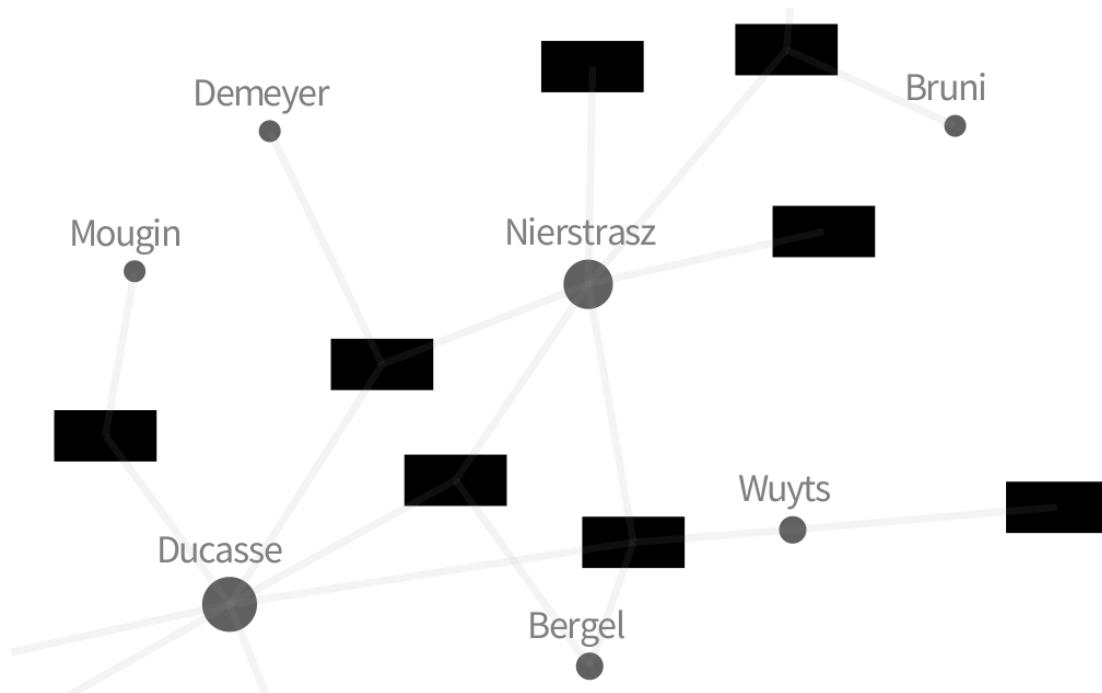 Bruni
Demeyer
Mougin
Nierstrasz
Wuyts
Ducasse
Bergel